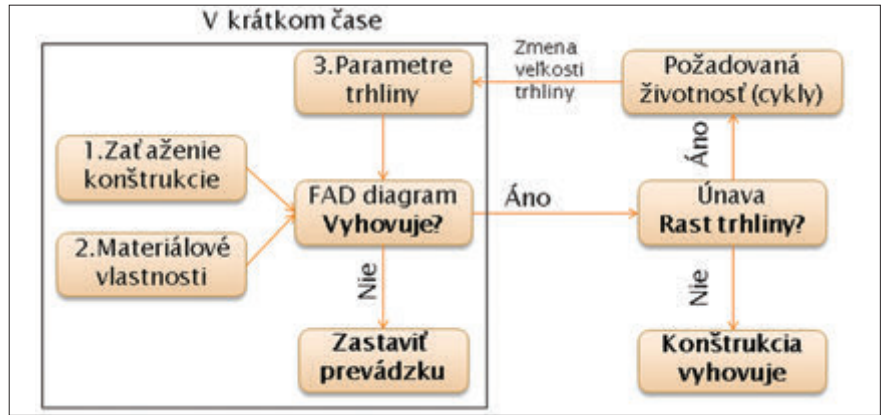 V krátkom čase
3.Parametre
trhliny
Zmena
veľkosti
trhliny
Požadovaná
životnosť (cykly)
1.Zaťaženie
konštrukcie
Áno
FAD diagram
Vyhovuje?
Áno
Únava
Rast trhliny?
2.Materiálové
vlastnosti
Nie
Nie
Zastaviť
prevádzku
Konštrukcia
vyhovuje